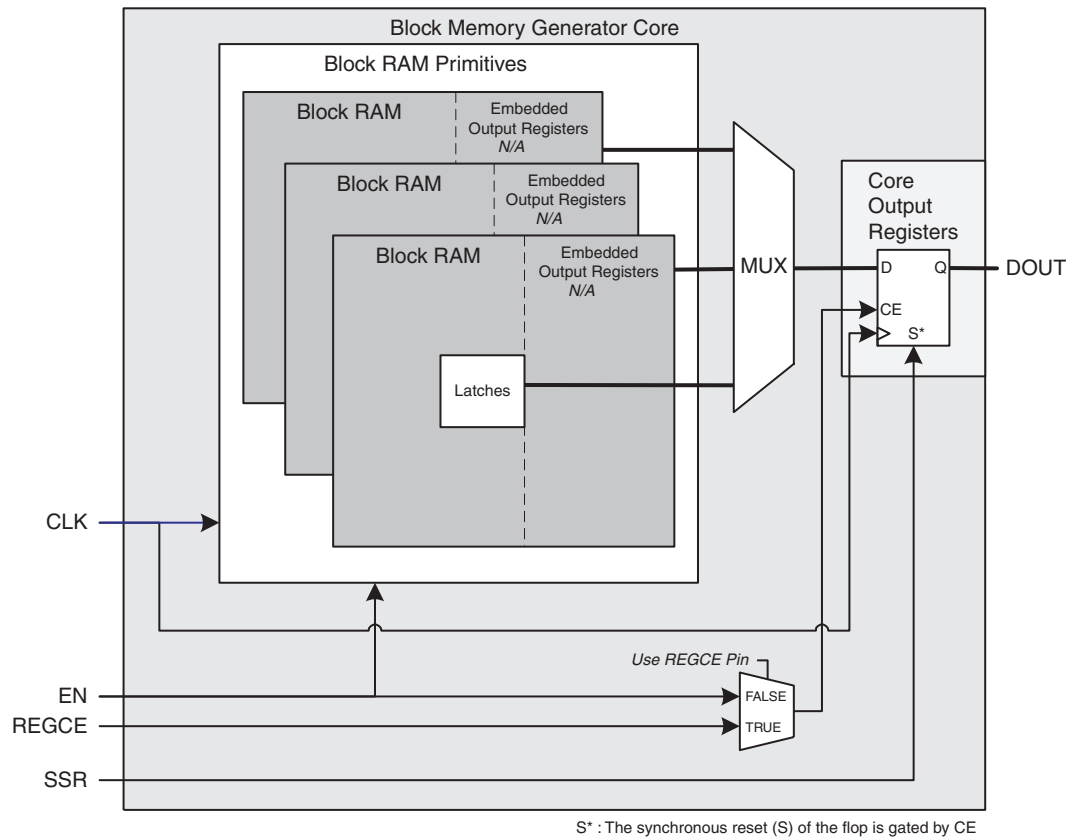 Block Memory Generator Core
Block RAM Primitives
Block RAM
Embedded
Output Registers
N/A
Block RAM
Embedded
Output Registers
N/A
Block RAM
Embedded
Output Registers
N/A
Latches
MUX
Core
Output
Registers
D
Q
CE
S*
DOUT
CLK
Use REGCE Pin
EN
FALSE
REGCE
TRUE
SSR
S* : The synchronous reset (S) of the flop is gated by CE